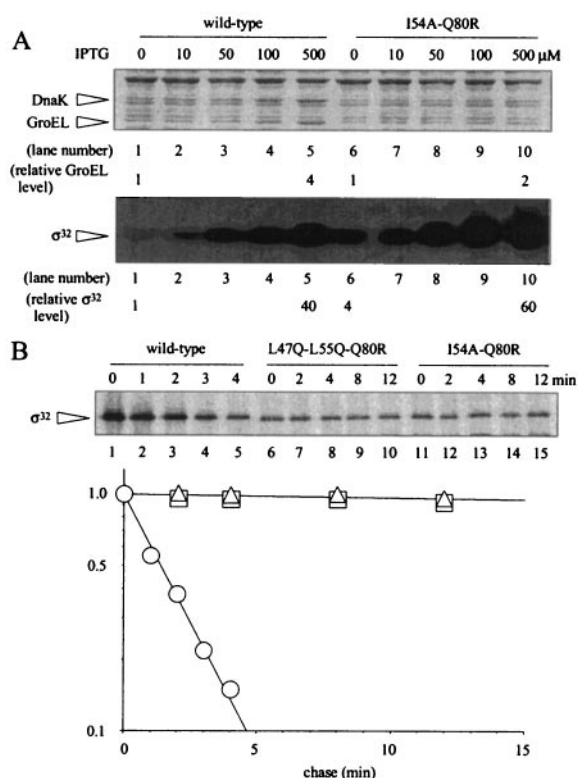 A
wild-type I54A-Q80R
IPTG 0 10 50 100 500 0 10 50 100 500 μM
DnaK
GroEL
(lane number) 1 2 3 4 5 6 7 8 9 10
(relative GroEL level) 1 4 1 2
σ32
(lane number) 1 2 3 4 5 6 7 8 9 10
(relative σ32 level) 1 40 4 60
B
wild-type L47Q-L55Q-Q80R I54A-Q80R
0 1 2 3 4 0 2 4 8 12 0 2 4 8 12 min
σ32
1 2 3 4 5 6 7 8 9 10 11 12 13 14 15
1.0
0.5
0.1
0 5 10 15
chase (min)